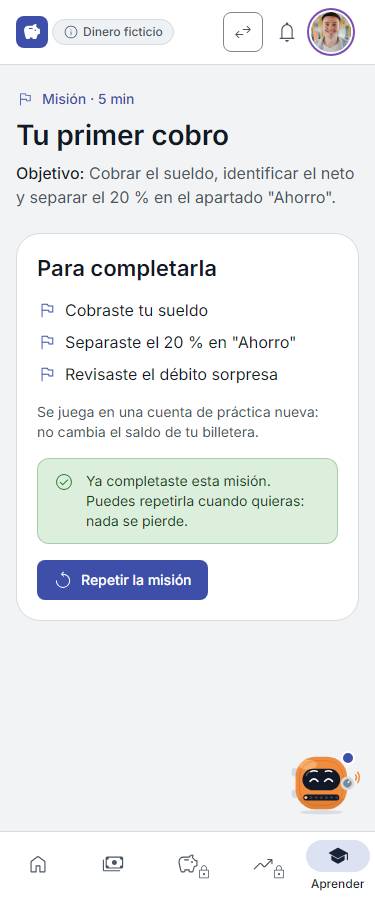 Dinero ficticio
Misión · 5 min
Tu primer cobro
Objetivo: Cobrar el sueldo, identificar el neto
y separar el 20 % en el apartado "Ahorro".
Para completarla
Cobraste tu sueldo
Separaste el 20 % en "Ahorro"
Revisaste el débito sorpresa
Se juega en una cuenta de práctica nueva:
no cambia el saldo de tu billetera.
Ya completaste esta misión.
Puedes repetirla cuando quieras:
nada se pierde.
Repetir la misión
Aprender